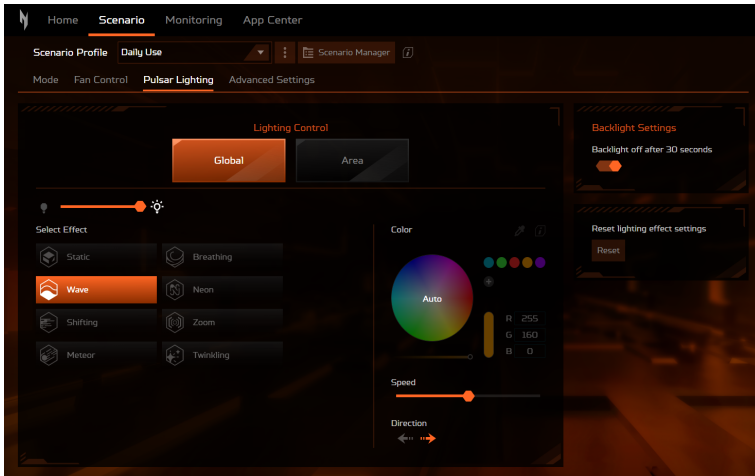 Home Scenario Monitoring App Center
Scenario Profile Daily Use Scenario Manager
Mode Fan Control Pulsar Lighting Advanced Settings
Lighting Control
Global Area
Select Effect
Static Breathing
Wave Neon
Shifting Zoom
Meteor Twinkling
Color
Auto
R 255
G 160
B 0
Speed
Direction
Backlight Settings
Backlight off after 30 seconds
Reset lighting effect settings
Reset